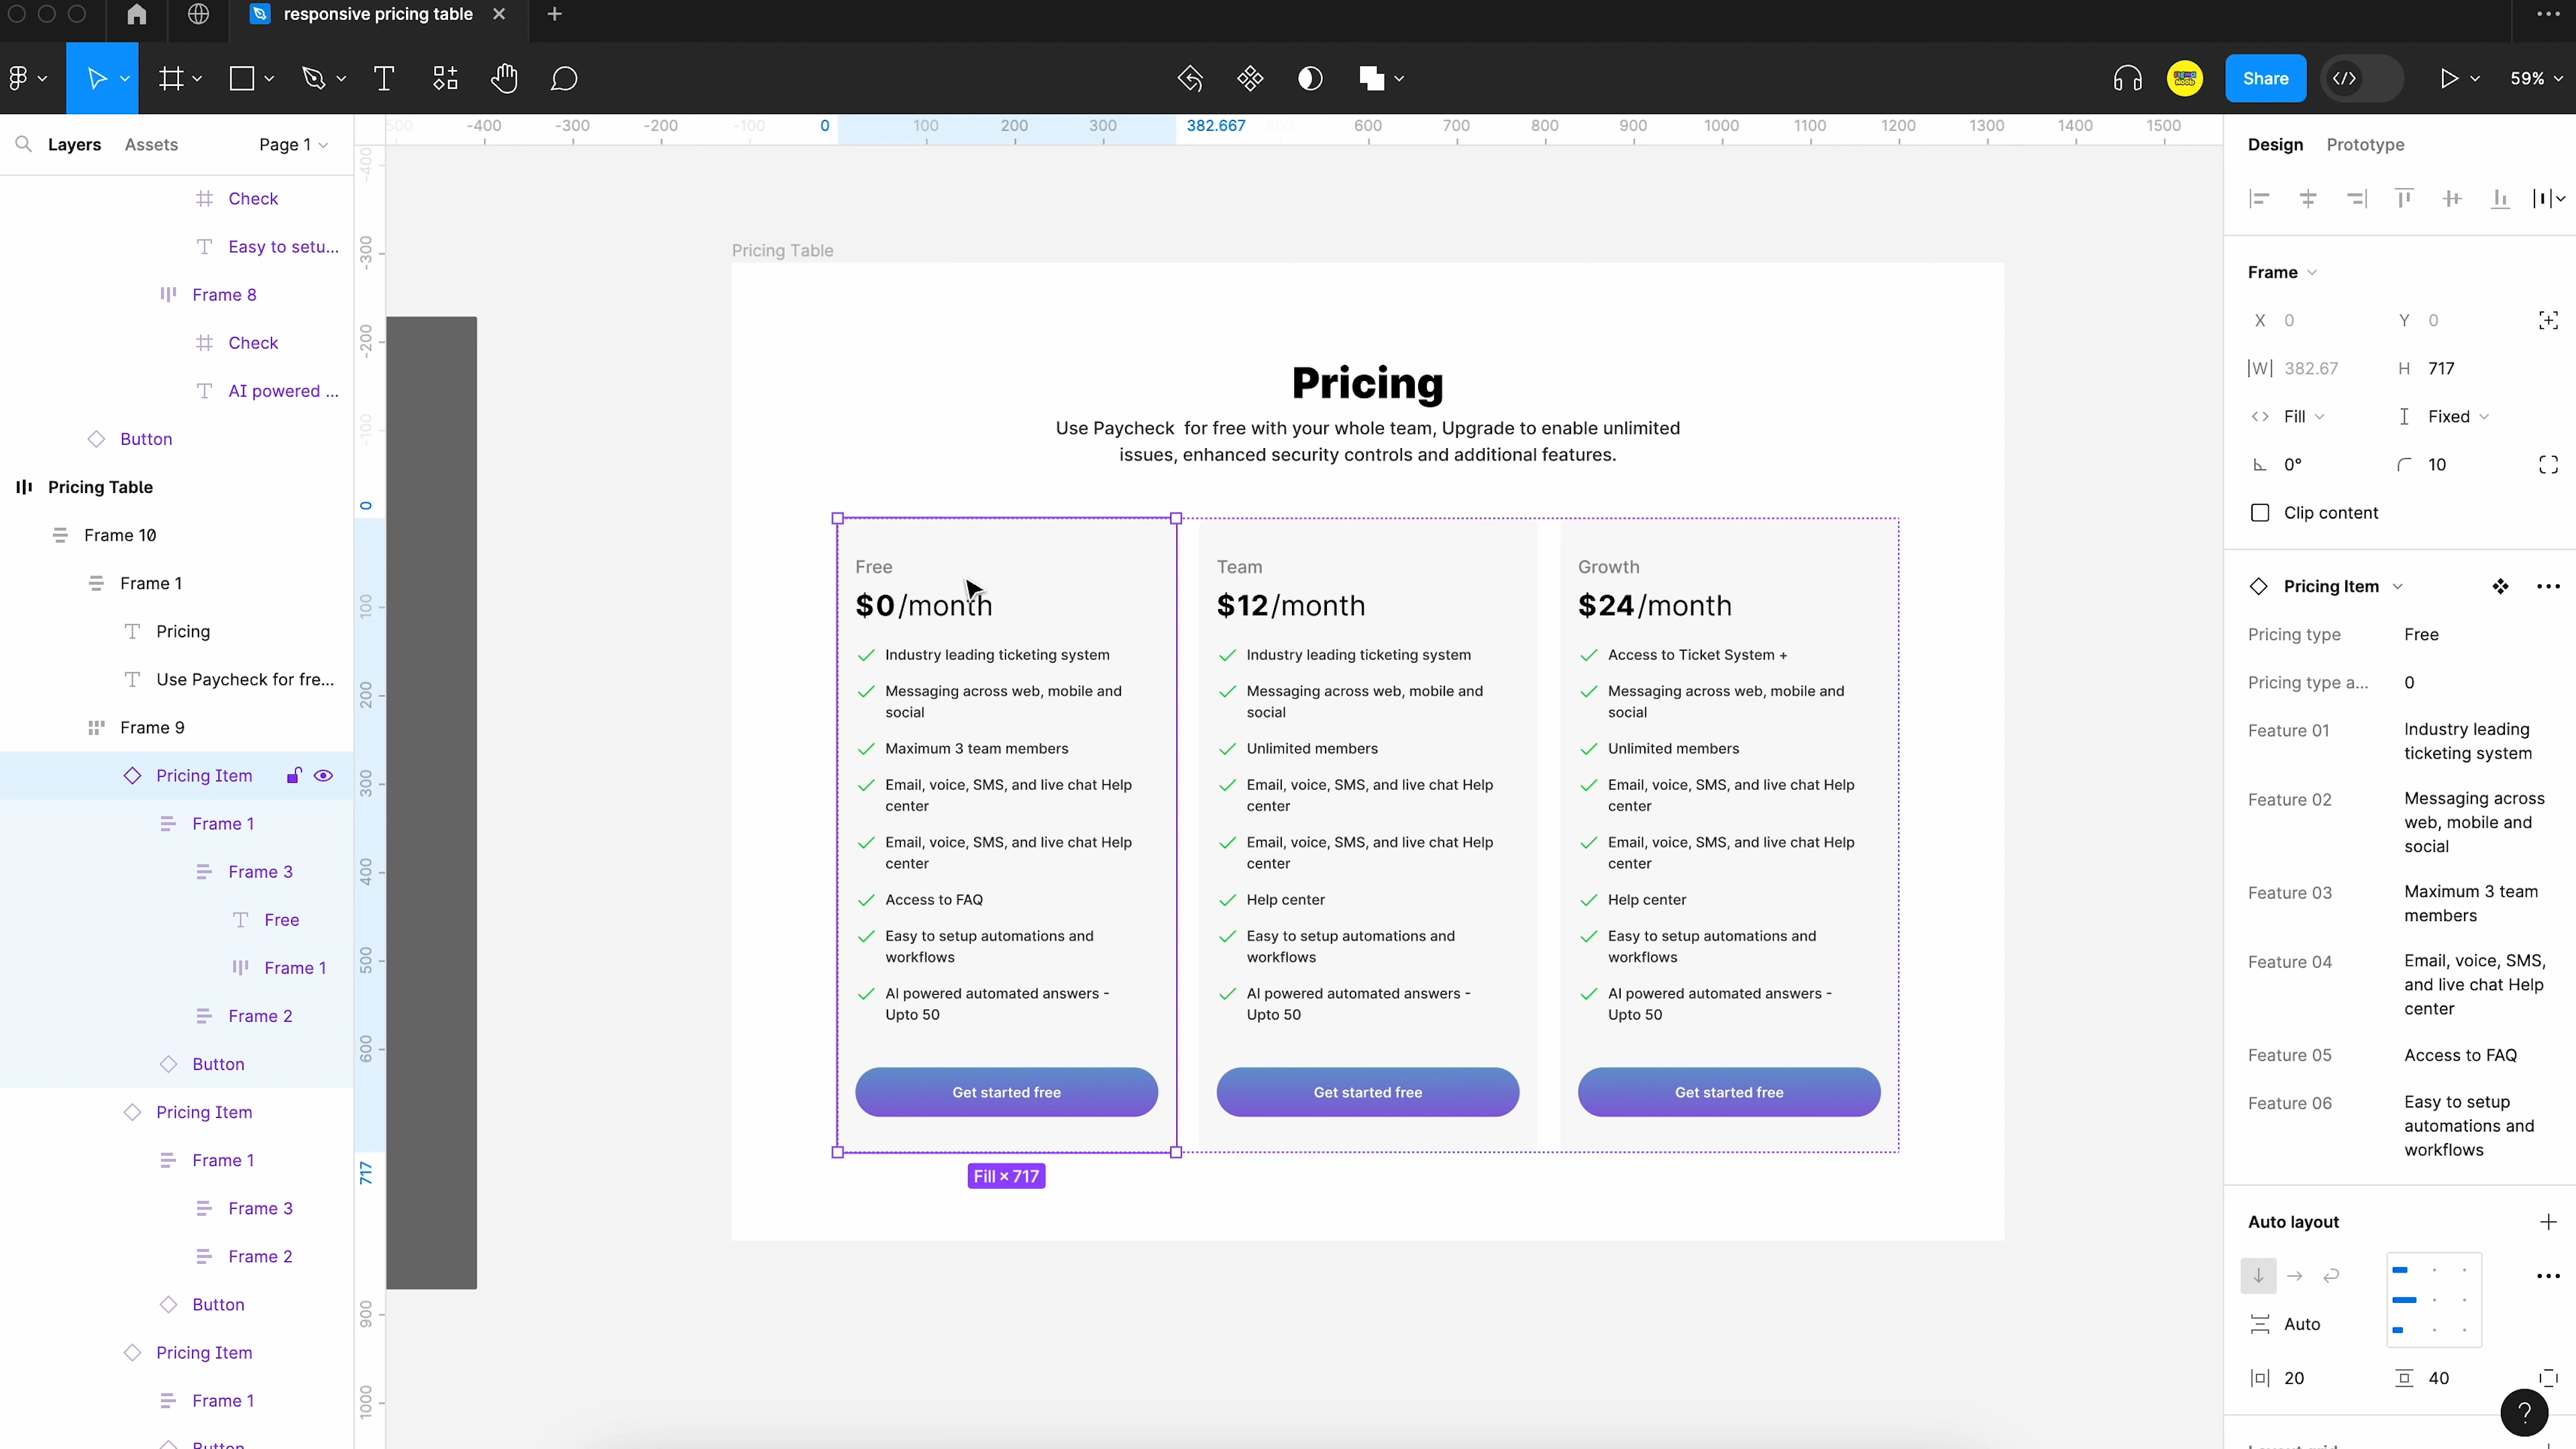 responsive pricing table
Share
59%
Layers
Assets
Page 1
Check
Easy to setu...
Frame 8
Check
AI powered ...
Button
Pricing Table
Frame 10
Frame 1
Pricing
Use Paycheck for fre...
Frame 9
Pricing Item
Frame 1
Frame 3
Free
Frame 1
Frame 2
Button
Pricing Item
Frame 1
Frame 3
Frame 2
Button
Pricing Item
Frame 1
Button
-400 -300 -200 -100 0 100 200 300 382.667 600 700 800 900 1000 1100 1200 1300 1400 1500
-400
-300
-200
-100
0
100
200
300
400
500
600
717
900
1000
Pricing Table
Pricing
Use Paycheck for free with your whole team, Upgrade to enable unlimited
issues, enhanced security controls and additional features.
Free
$0/month
Industry leading ticketing system
Messaging across web, mobile and
social
Maximum 3 team members
Email, voice, SMS, and live chat Help
center
Email, voice, SMS, and live chat Help
center
Access to FAQ
Easy to setup automations and
workflows
AI powered automated answers -
Upto 50
Get started free
Team
$12/month
Industry leading ticketing system
Messaging across web, mobile and
social
Unlimited members
Email, voice, SMS, and live chat Help
center
Email, voice, SMS, and live chat Help
center
Help center
Easy to setup automations and
workflows
AI powered automated answers -
Upto 50
Get started free
Growth
$24/month
Access to Ticket System +
Messaging across web, mobile and
social
Unlimited members
Email, voice, SMS, and live chat Help
center
Email, voice, SMS, and live chat Help
center
Help center
Easy to setup automations and
workflows
AI powered automated answers -
Upto 50
Get started free
Fill × 717
Design
Prototype
Frame
X 0 Y 0
W 382.67 H 717
Fill Fixed
0° 10
Clip content
Pricing Item
Pricing type Free
Pricing type a... 0
Feature 01 Industry leading
ticketing system
Feature 02 Messaging across
web, mobile and
social
Feature 03 Maximum 3 team
members
Feature 04 Email, voice, SMS,
and live chat Help
center
Feature 05 Access to FAQ
Feature 06 Easy to setup
automations and
workflows
Auto layout
Auto
20 40
?